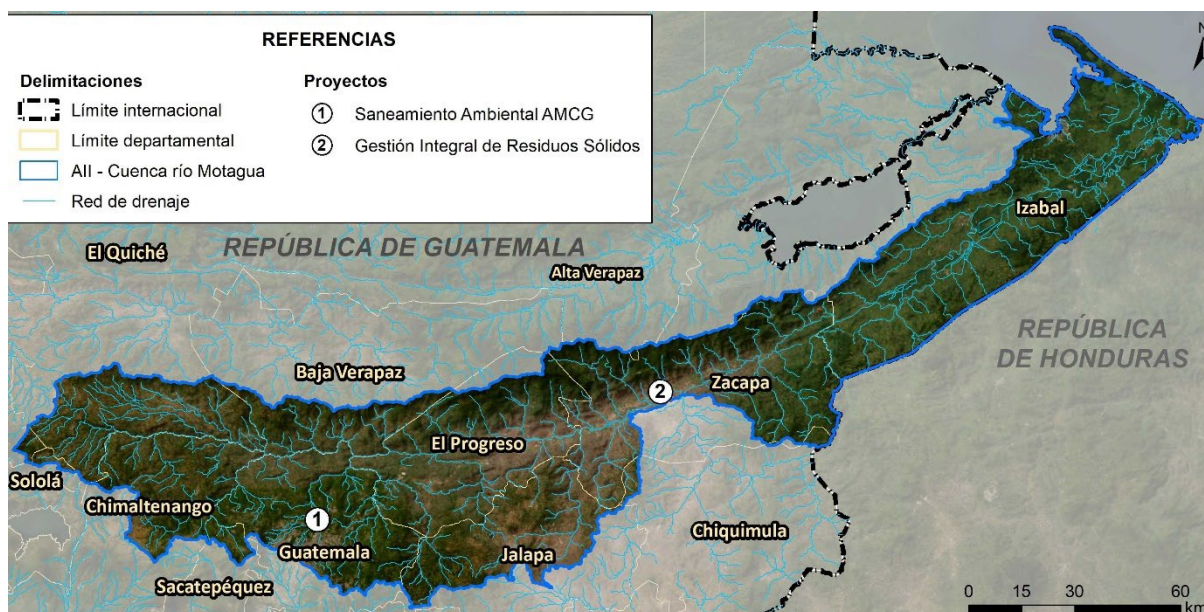 REFERENCIAS
Delimitaciones
Límite internacional
Límite departamental
AII - Cuenca río Motagua
Red de drenaje
Proyectos
1 Saneamiento Ambiental AMCG
2 Gestión Integral de Residuos Sólidos
N
El Quiché
REPÚBLICA DE GUATEMALA
Alta Verapaz
Izabal
REPÚBLICA
DE HONDURAS
Baja Verapaz
2
Zacapa
El Progreso
Sololá
Chimaltenango
1
Guatemala
Jalapa
Chiquimula
Sacatepéquez
0 15 30 60
km